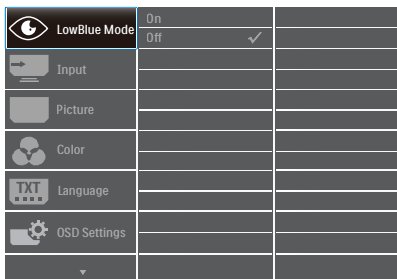 LowBlue Mode
On
Off
Input
Picture
Color
TXT
Language
OSD Settings